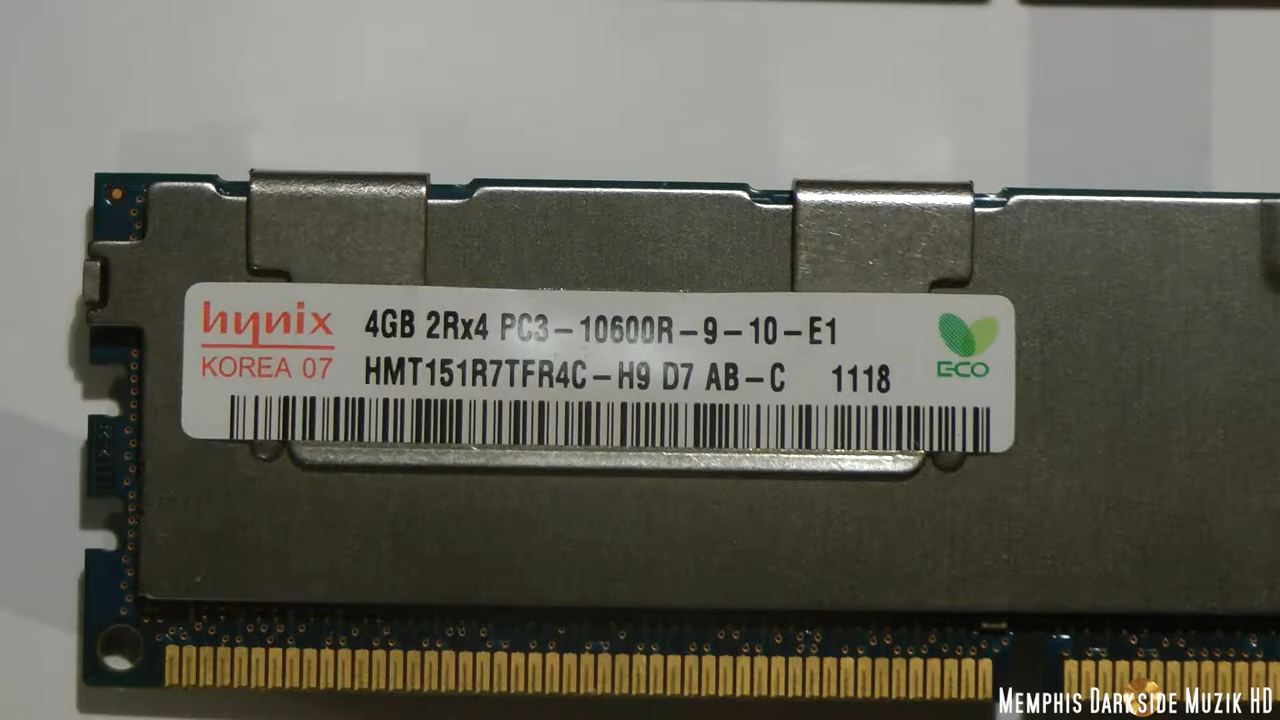 hynix
KOREA 07
4GB 2Rx4 PC3-10600R-9-10-E1
HMT151R7TFR4C-H9 D7 AB-C 1118
ECO
MEMPHIS DARKSIDE MUZIK HD